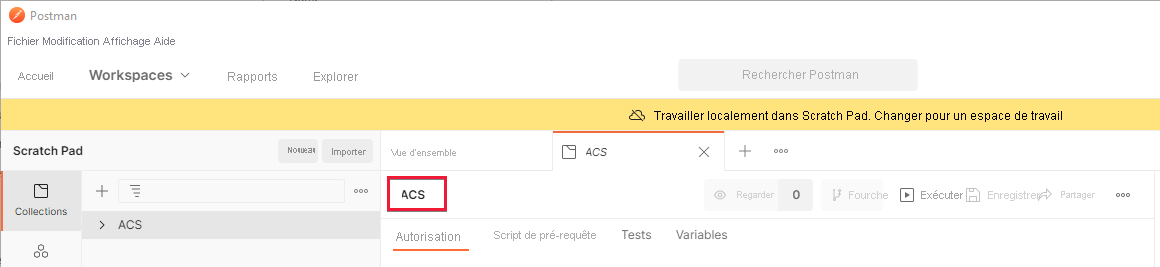 Postman
Fichier Modification Affichage Aide
Accueil Workspaces Rapports Explorer Rechercher Postman
Travailler localement dans Scratch Pad. Changer pour un espace de travail
Scratch Pad Nouveau Importer Vue d'ensemble ACS
ACS Regarder 0 Fourche Exécuter Enregistrer Partager
Collections
ACS
Autorisation Script de pré-requête Tests Variables